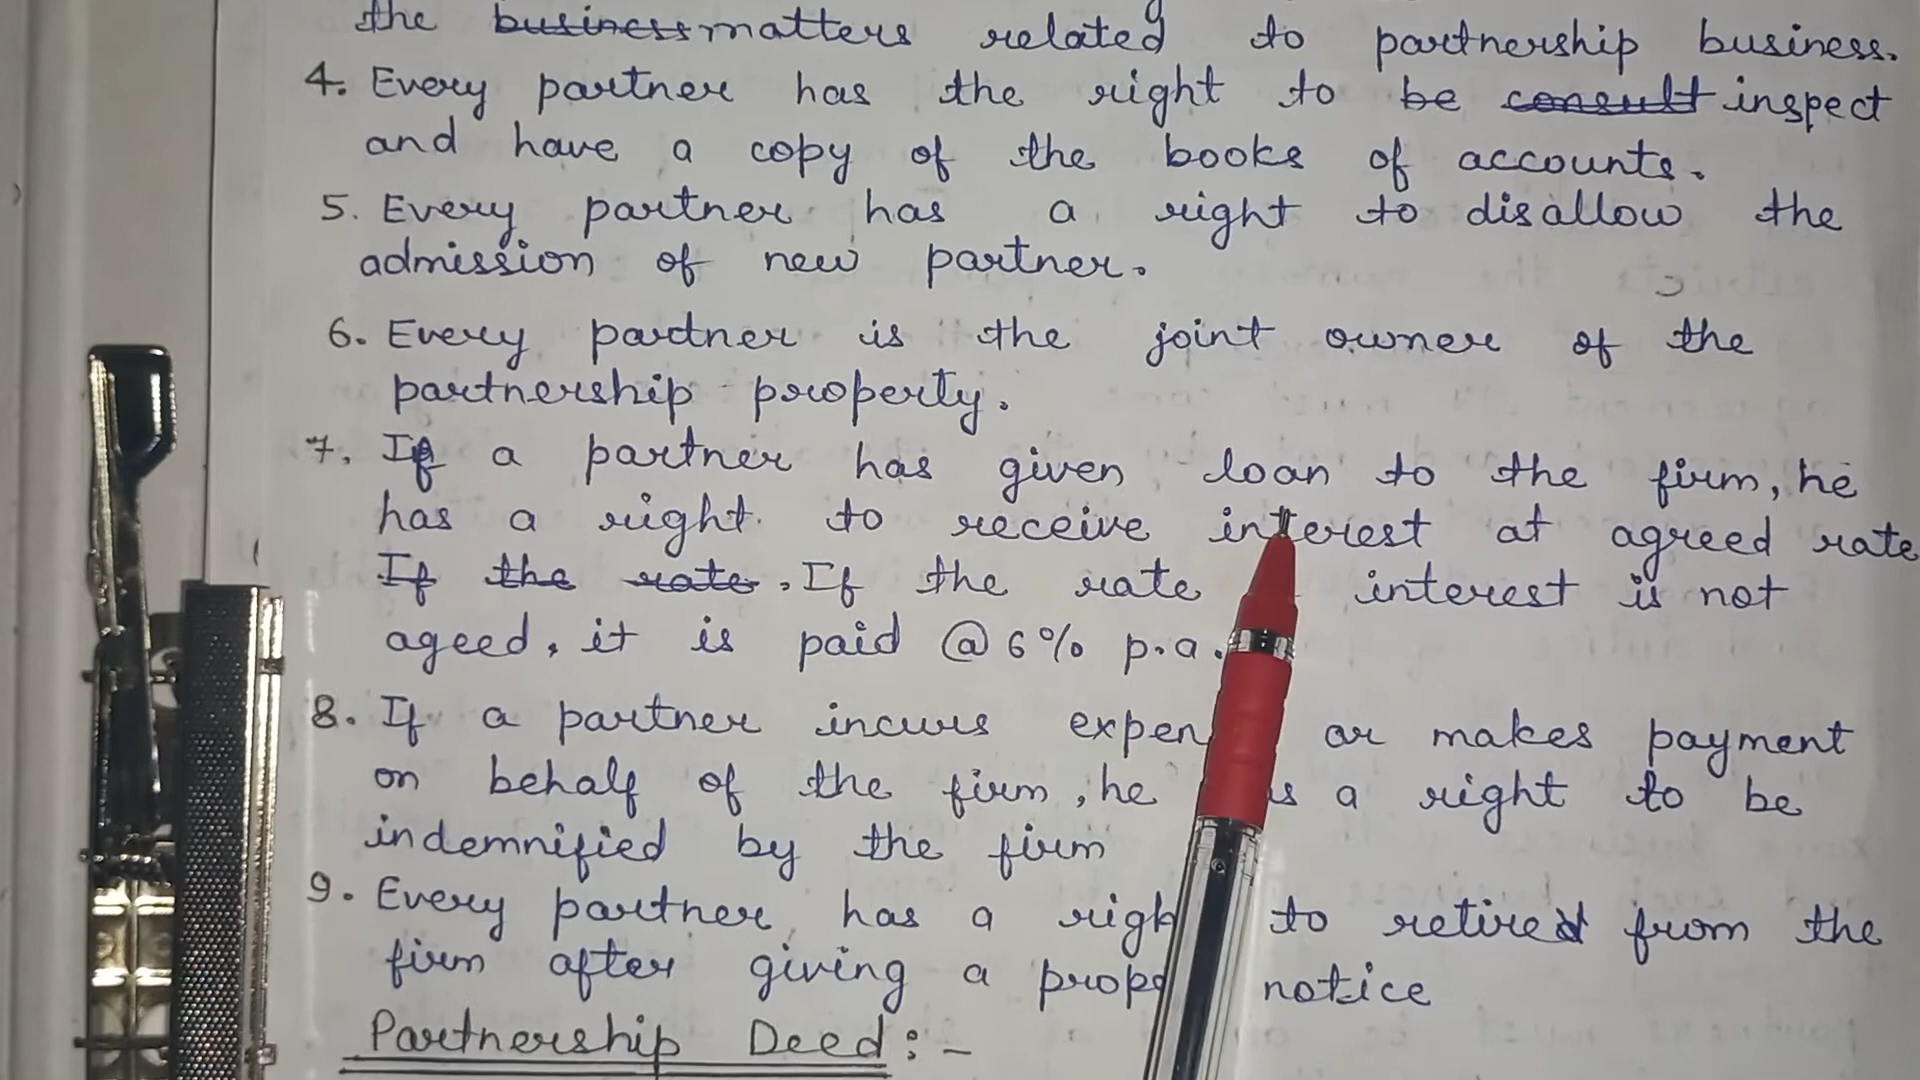 the business matters related to partnership business.
4. Every partner has the right to be consult inspect
and have a copy of the books of accounts.
5. Every partner has a right to disallow the
admission of new partner.
6. Every partner is the joint owner of the
partnership property.
7. If a partner has given loan to the firm, he
has a right to receive interest at agreed rate
If the rate. If the rate interest is not
ageed, it is paid @ 6% p.a.
8. If a partner incurs or makes payment
on behalf of the firm, he a right to be
indemnified by the firm
9. Every partner has a to retire from the
firm after giving a notice
Partnership Deed :-